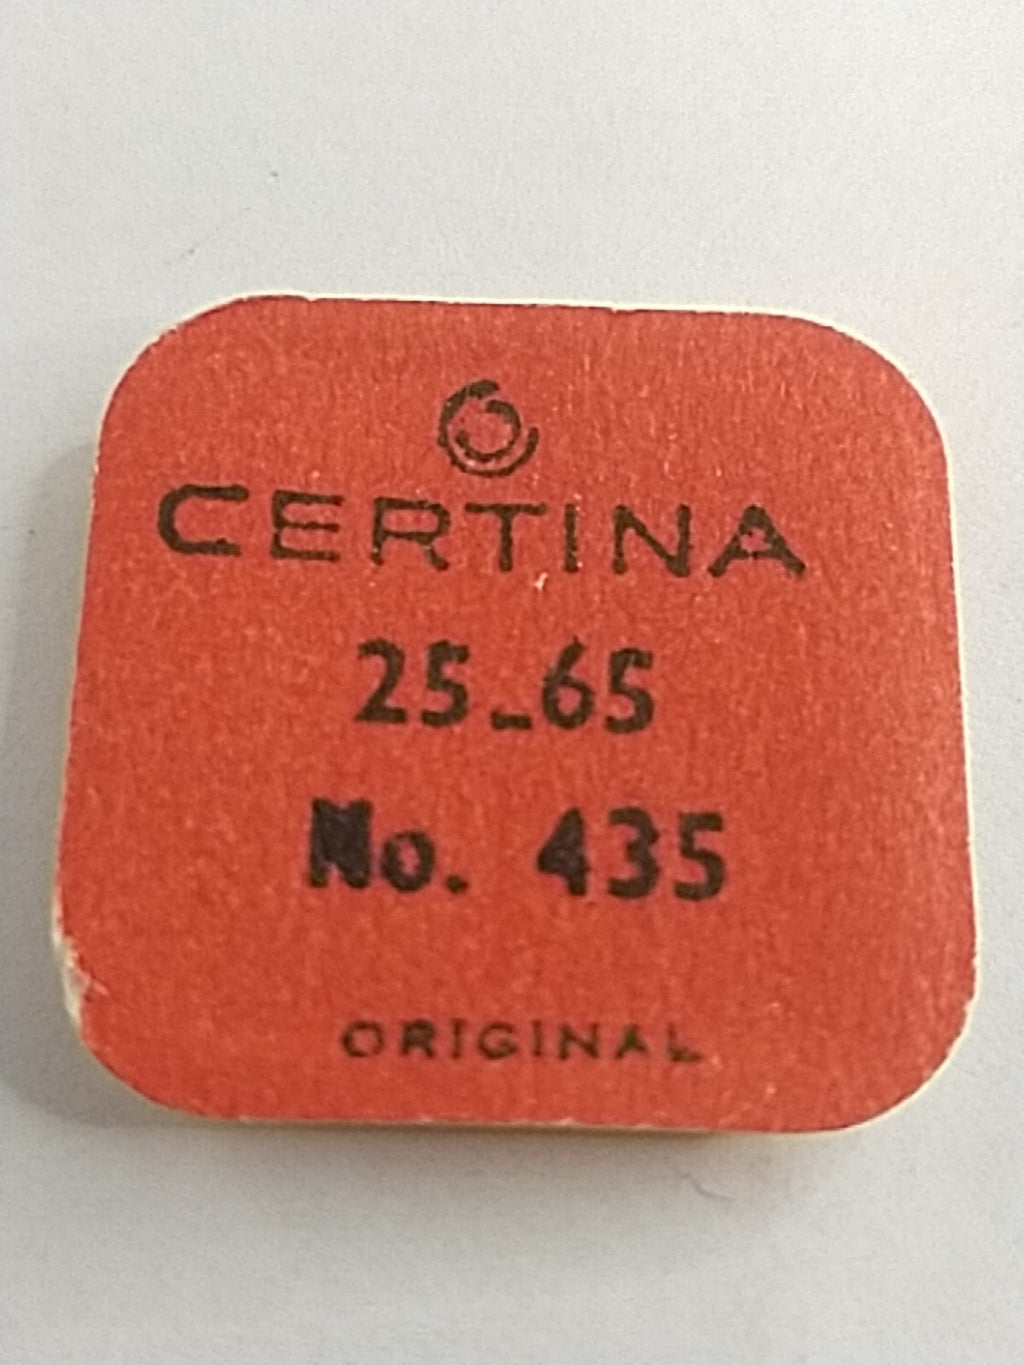 CERTINA
25-65
No. 435
ORIGINAL